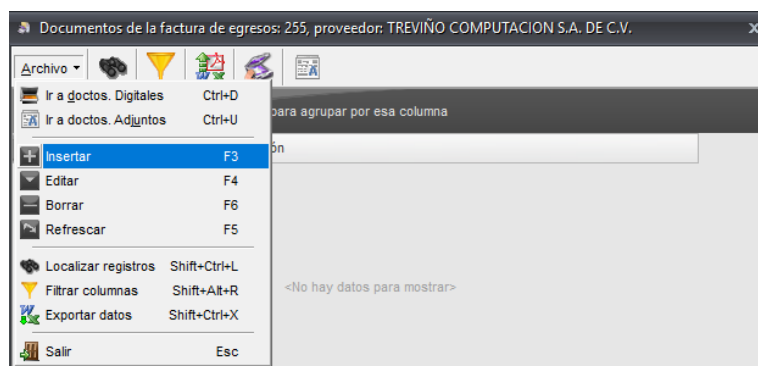 Documentos de la factura de egresos: 255, proveedor: TREVIÑO COMPUTACION S.A. DE C.V. x
Archivo
Ir a doctos. Digitales Ctrl+D
Ir a doctos. Adjuntos Ctrl+U
para agrupar por esa columna
Insertar F3
ón
Editar F4
Borrar F6
Refrescar F5
Localizar registros Shift+Ctrl+L
Filtrar columnas Shift+Alt+R
<No hay datos para mostrar>
Exportar datos Shift+Ctrl+X
Salir Esc